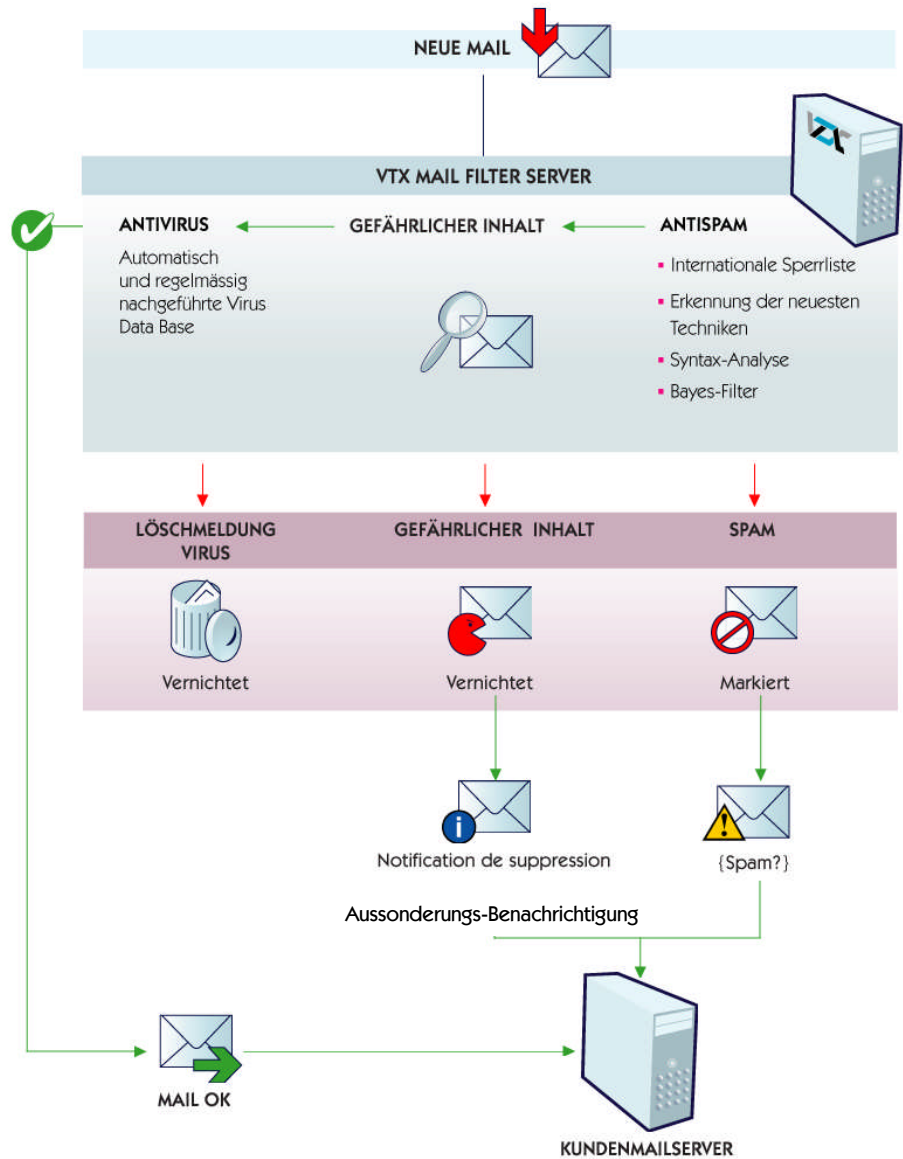 NEUE MAIL
VTX MAIL FILTER SERVER
ANTIVIRUS
GEFÄHRLICHER INHALT
ANTISPAM
Automatisch
und regelmässig
nachgeführte Virus
Data Base
Internationale Sperrliste
Erkennung der neuesten
Techniken
Syntax-Analyse
Bayes-Filter
LÖSCHMELDUNG
VIRUS
GEFÄHRLICHER INHALT
SPAM
Vernichtet
Vernichtet
Markiert
Notification de suppression
{Spam?}
Aussonderungs-Benachrichtigung
MAIL OK
KUNDENMAILSERVER